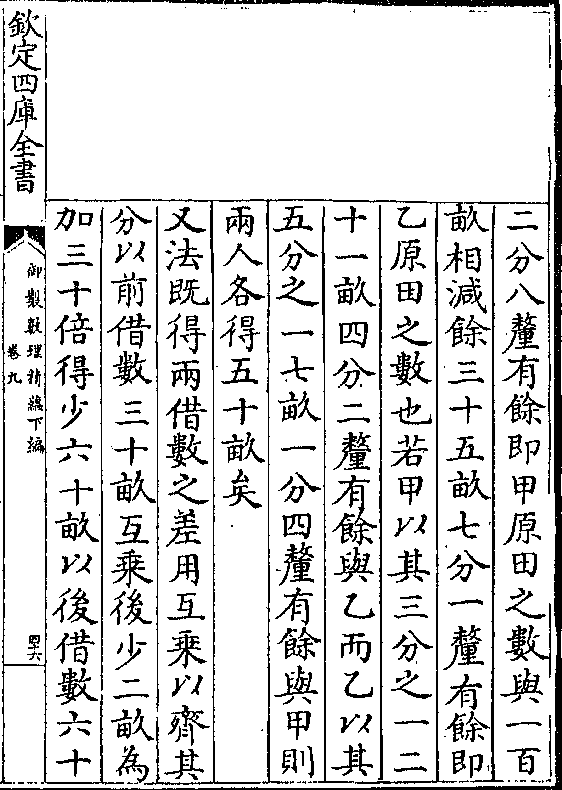 二分八釐有餘即甲原田之數與一百
畝相減餘三十五畝七分一釐有餘即
乙原田之數也若甲以其三分之一二
十一畝四分二釐有餘與乙而乙以其
五分之一七畝一分四釐有餘與甲則
兩人各得五十畝矣
又法既得兩借數之差用互乘以齊其
分以前借數三十畝互乘後少二畝為
加三十倍得少六十畝以後借數六十
欽定四庫全書
御製數理精蘊下編
卷九
四六